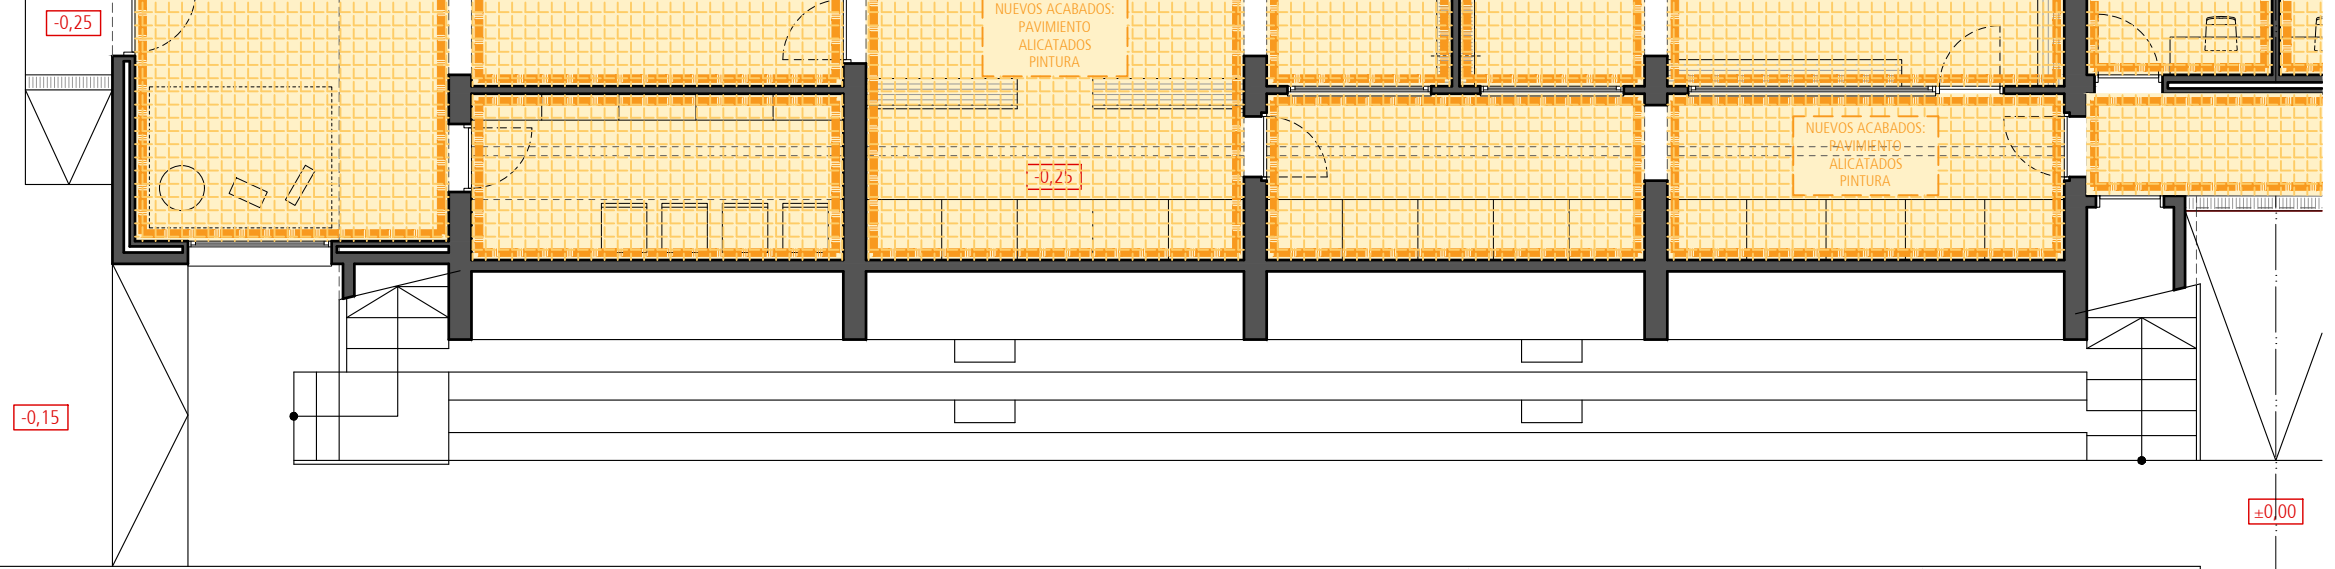 -0,25
NUEVOS ACABADOS:
PAVIMIENTO
ALICATADOS
PINTURA
-0,25
NUEVOS ACABADOS:
PAVIMIENTO
ALICATADOS
PINTURA
-0,15
±0,00